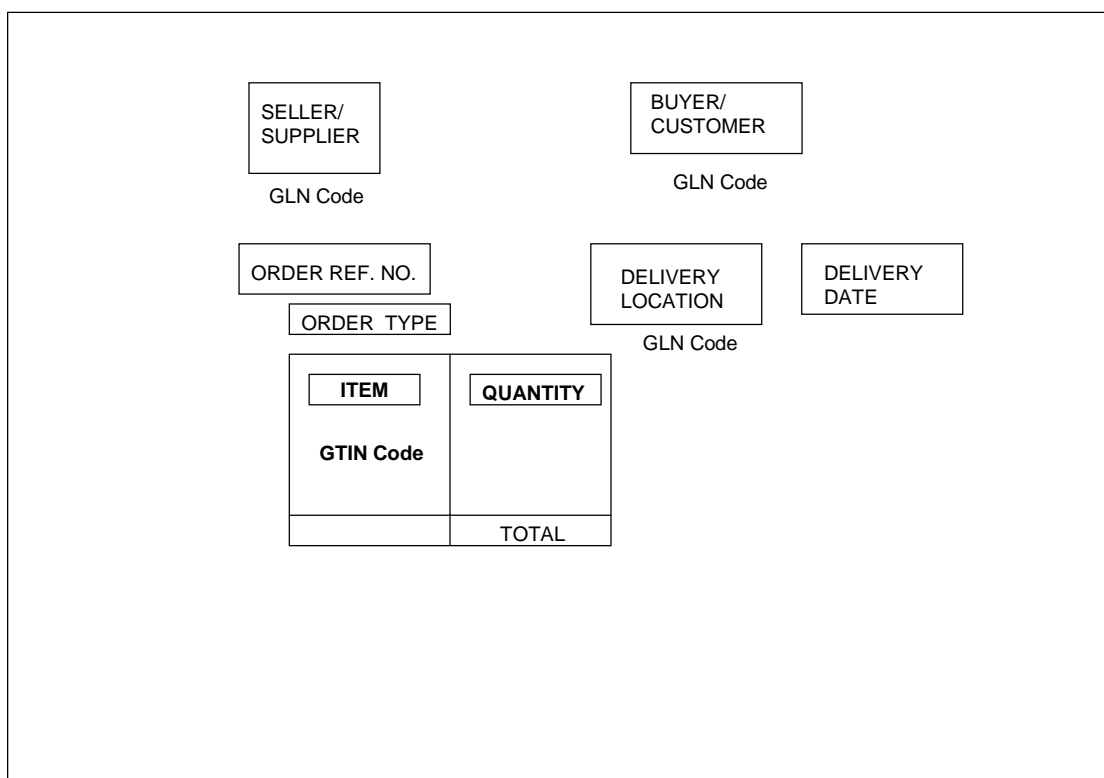 SELLER/
SUPPLIER
GLN Code
BUYER/
CUSTOMER
GLN Code
ORDER REF. NO.
ORDER TYPE
DELIVERY
LOCATION
GLN Code
DELIVERY
DATE
ITEM
QUANTITY
GTIN Code
TOTAL